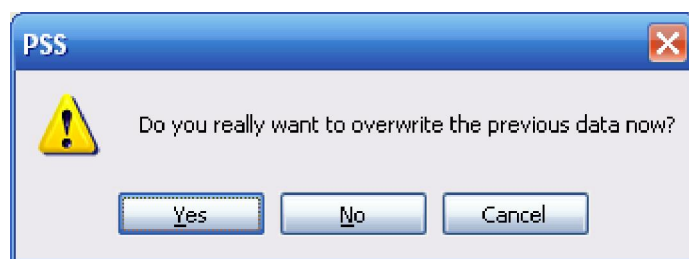 PSS
Do you really want to overwrite the previous data now?
Yes No Cancel